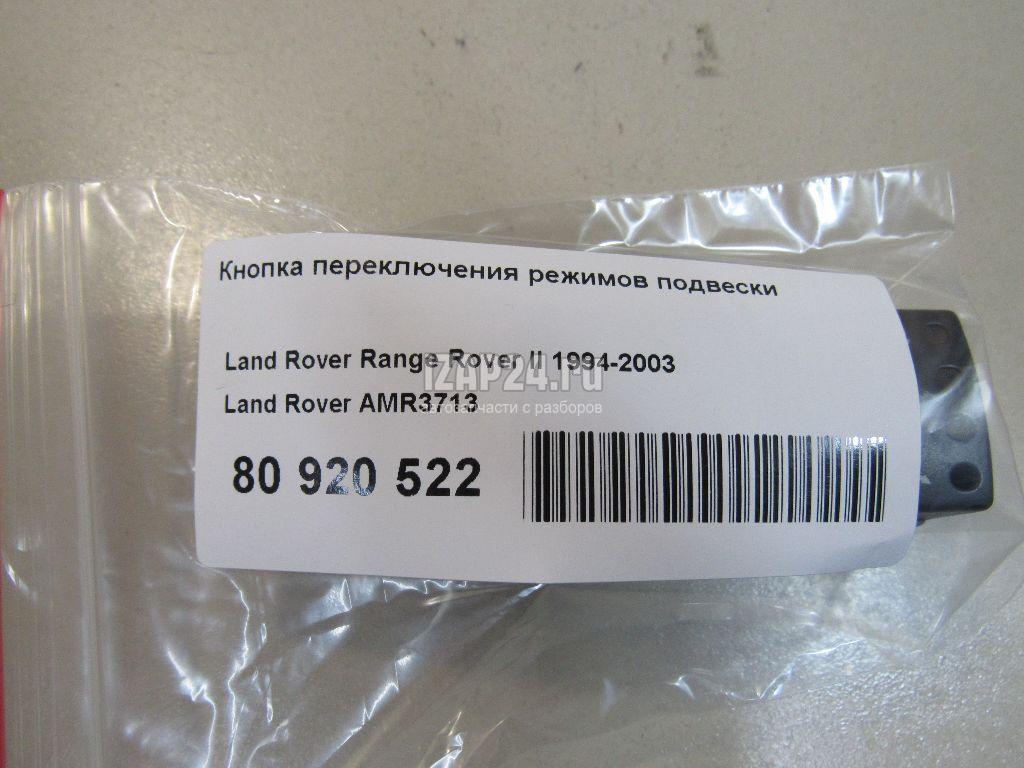 Кнопка переключения режимов подвески
Land Rover Range Rover II 1994-2003
IZAP24.ru
Land Rover AMR3713
автозапчасти с разборов
80 920 522